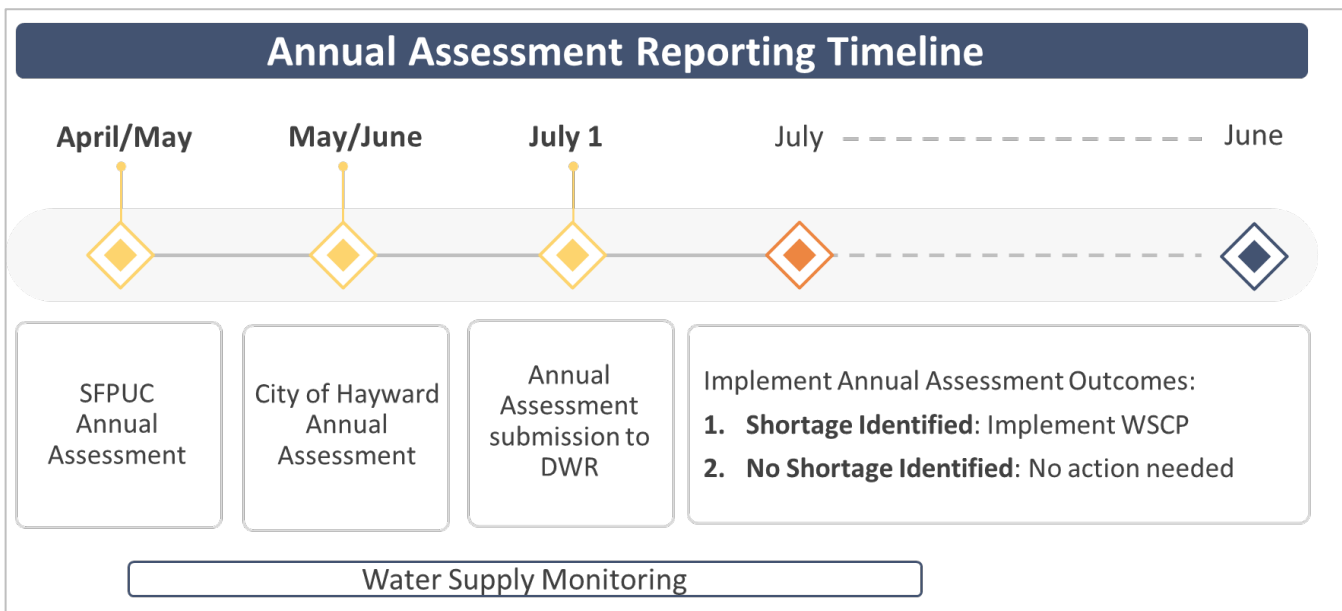 Annual Assessment Reporting Timeline
April/May
May/June
July 1
July
June
SFPUC
Annual
Assessment
City of Hayward
Annual
Assessment
Annual
Assessment
submission to
DWR
Implement Annual Assessment Outcomes:
1. Shortage Identified: Implement WSCP
2. No Shortage Identified: No action needed
Water Supply Monitoring